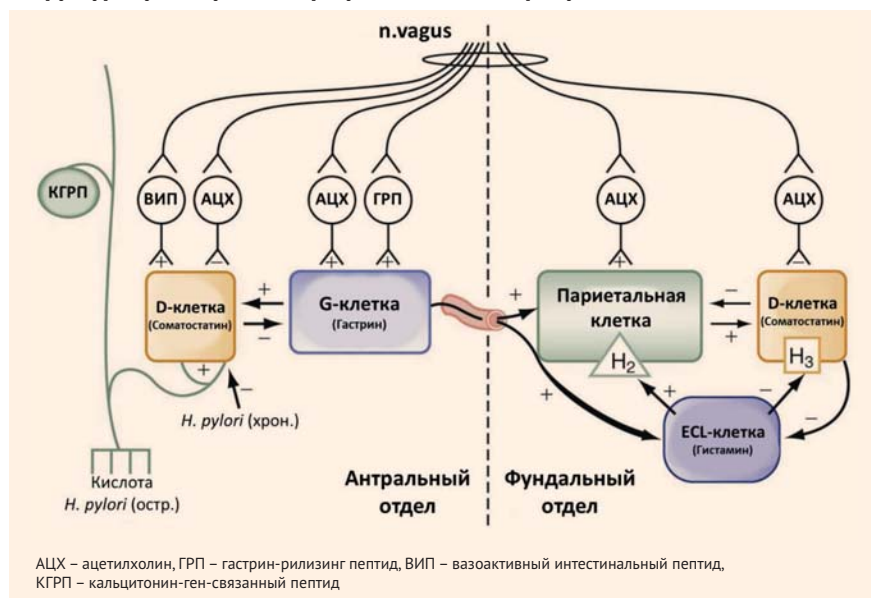 n.vagus
КГРП
ВИП
АЦХ
АЦХ
ГРП
АЦХ
АЦХ
+
−
+
+
+
−
D-клетка
(Соматостатин)
+
−
G-клетка
(Гастрин)
+
Париетальная
клетка
−
+
D-клетка
(Соматостатин)
H₂
H₃
+
−
H. pylori (хрон.)
+
+
−
−
ECL-клетка
(Гистамин)
Кислота
H. pylori (остр.)
Антральный
отдел
Фундальный
отдел
АЦХ – ацетилхолин, ГРП – гастрин-рилизинг пептид, ВИП – вазоактивный интестинальный пептид,
КГРП – кальцитонин-ген-связанный пептид